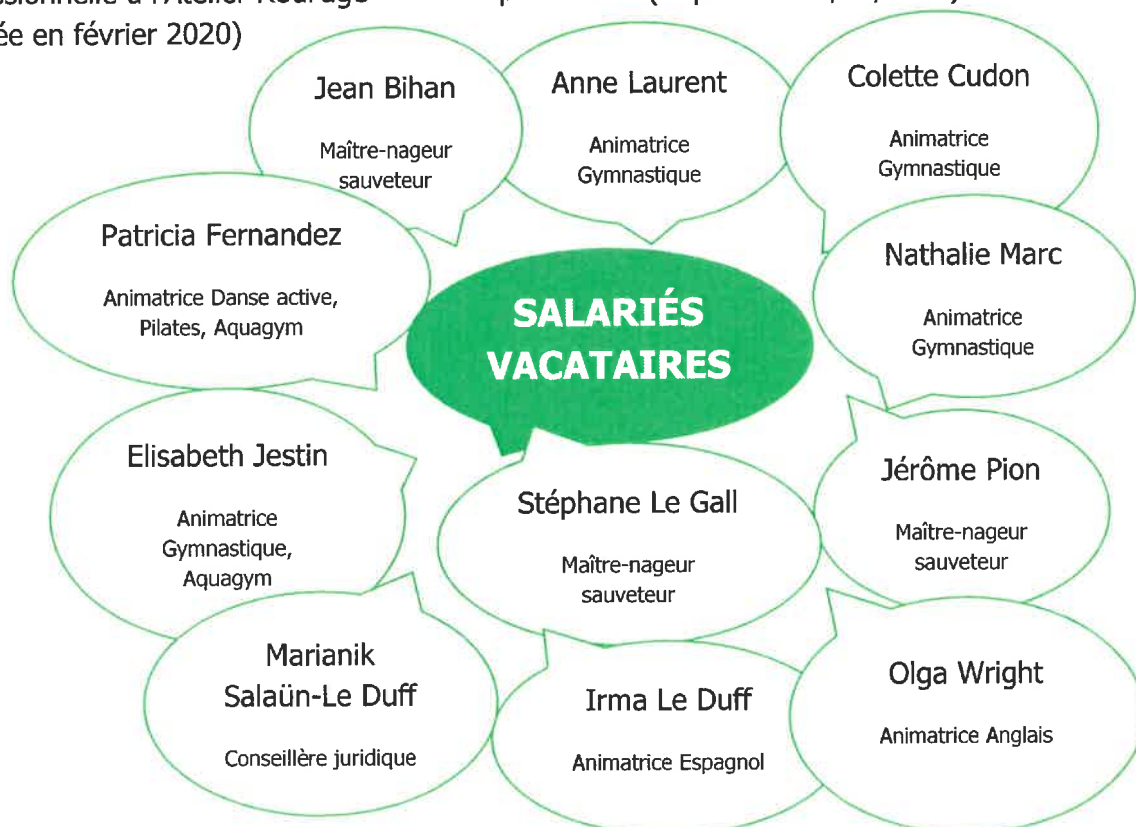 ée en février 2020)
Jean Bihan
Maître-nageur
sauveteur
Anne Laurent
Animatrice
Gymnastique
Colette Cudon
Animatrice
Gymnastique
Patricia Fernandez
Animatrice Danse active,
Pilates, Aquagym
SALARIÉS
VACATAIRES
Nathalie Marc
Animatrice
Gymnastique
Elisabeth Jestin
Animatrice
Gymnastique,
Aquagym
Stéphane Le Gall
Maître-nageur
sauveteur
Jérôme Pion
Maître-nageur
sauveteur
Marianik
Salaün-Le Duff
Conseillère juridique
Irma Le Duff
Animatrice Espagnol
Olga Wright
Animatrice Anglais